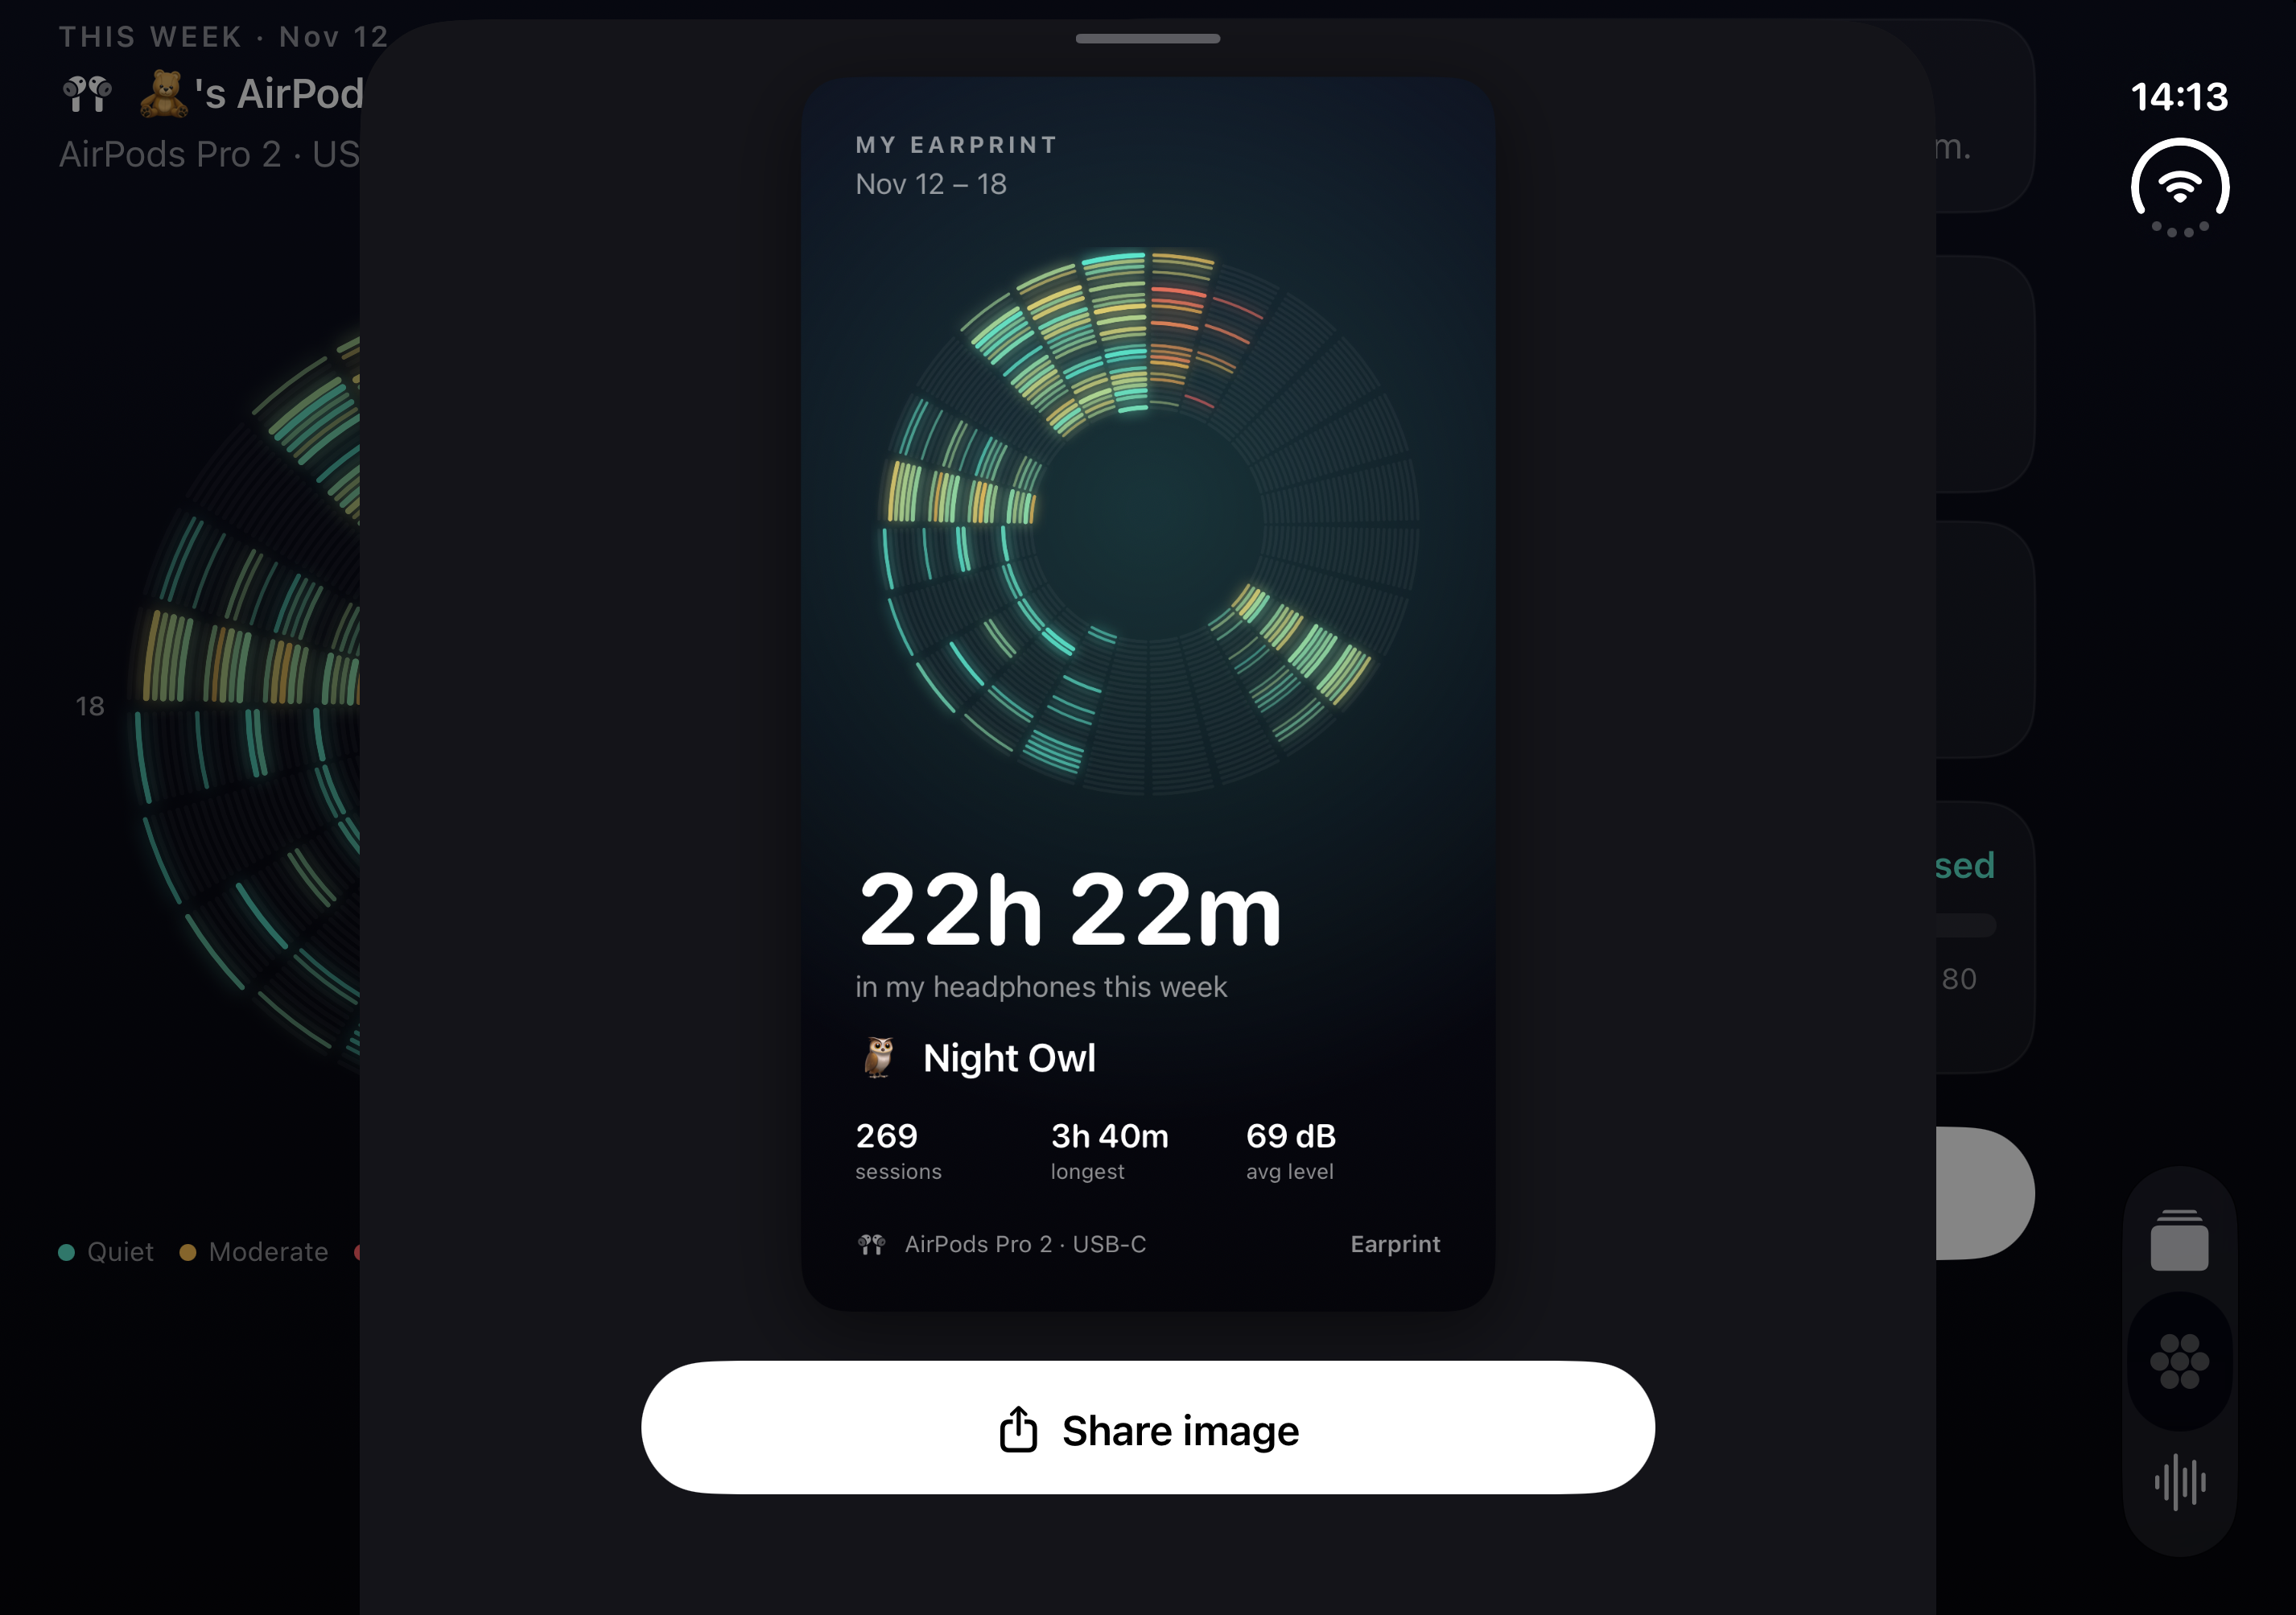 THIS WEEK · Nov 12
🧸's AirPod
AirPods Pro 2 · US
m.
14:13
MY EARPRINT
Nov 12 – 18
18
22h 22m
in my headphones this week
🦉 Night Owl
269
sessions
3h 40m
longest
69 dB
avg level
AirPods Pro 2 · USB-C
Earprint
sed
80
Quiet
Moderate
Share image